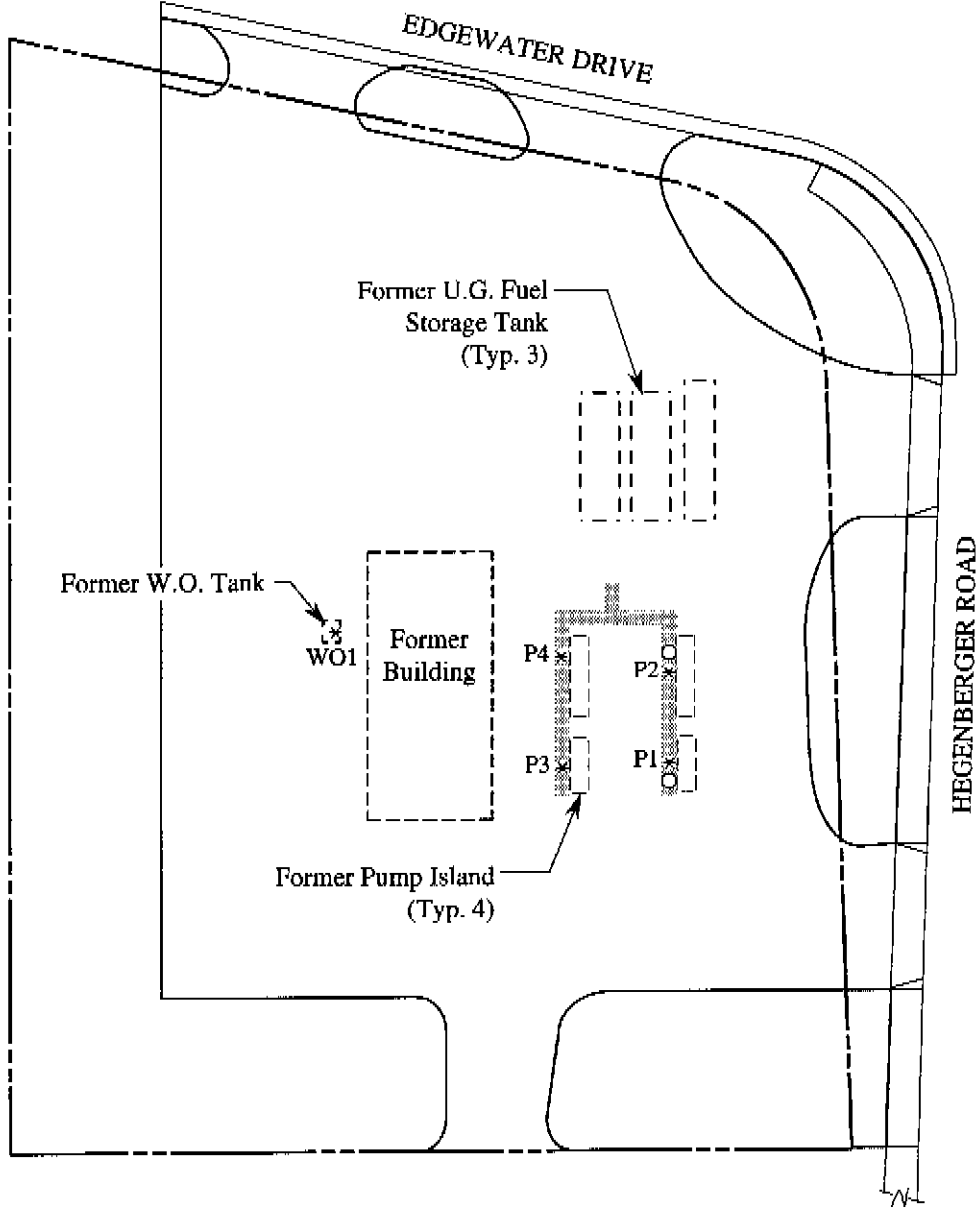 EDGEWATER DRIVE
Former U.G. Fuel
Storage Tank
(Typ. 3)
Former W.O. Tank
WO1
Former
Building
P4
P2
P3
P1
HEGENBERGER ROAD
Former Pump Island
(Typ. 4)